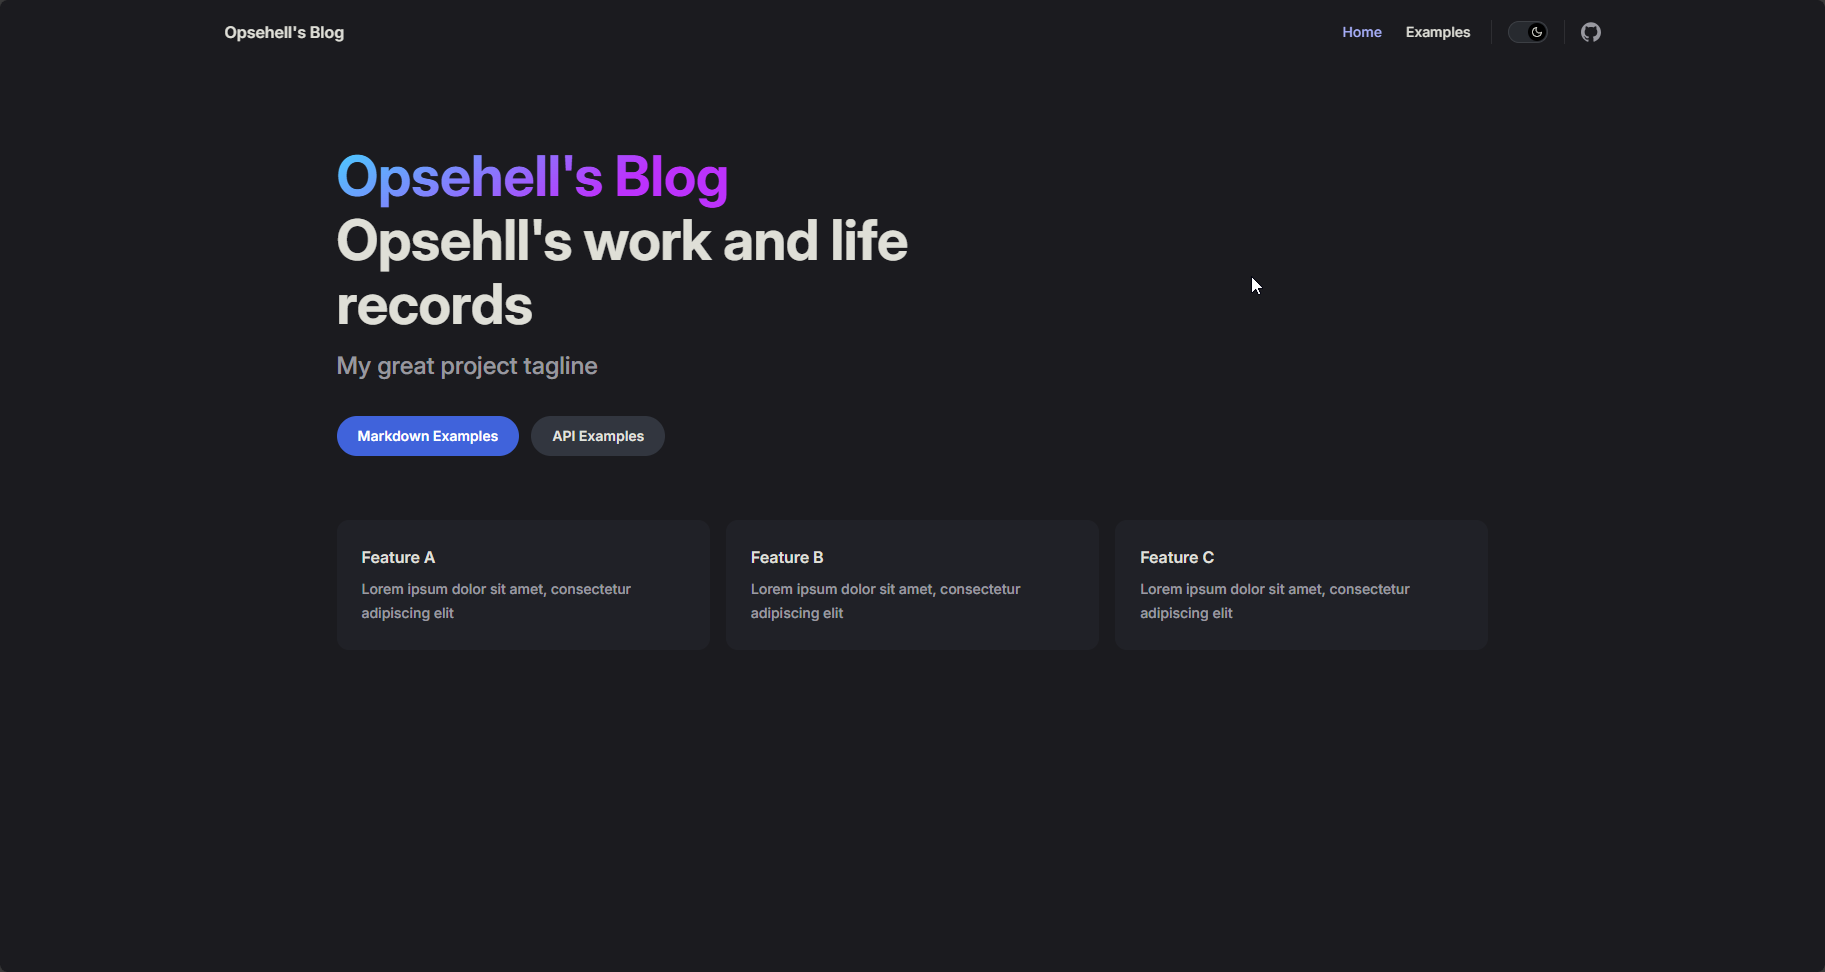 Opsehell's Blog
Home
Examples
Opsehell's Blog
Opsehll's work and life
records
My great project tagline
Markdown Examples
API Examples
Feature A
Lorem ipsum dolor sit amet, consectetur
adipiscing elit
Feature B
Lorem ipsum dolor sit amet, consectetur
adipiscing elit
Feature C
Lorem ipsum dolor sit amet, consectetur
adipiscing elit